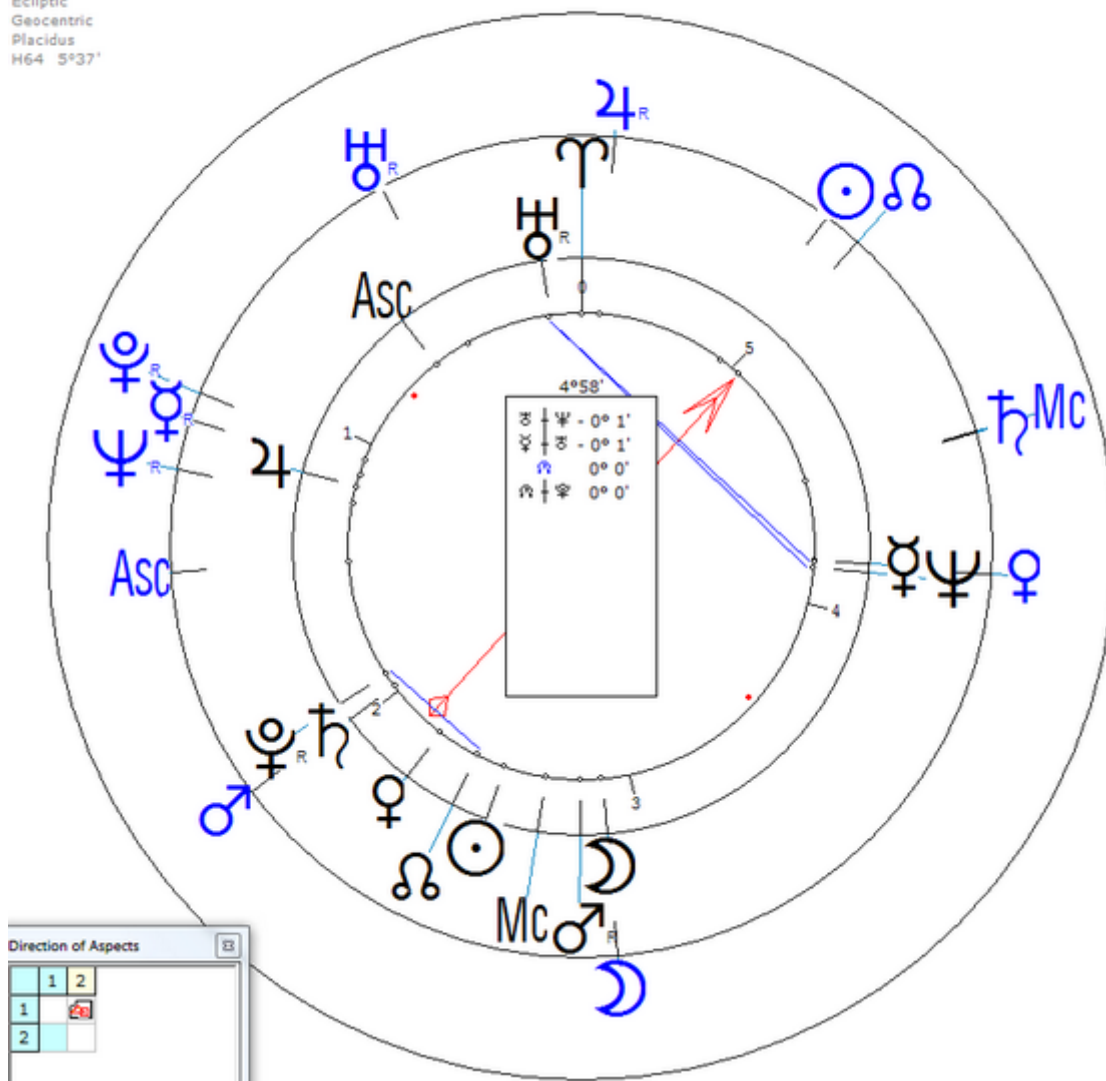 Ecliptic
Geocentric
Placidus
H64 5°37'
R
R
0
Asc
5
4°58'
- 0° 1'
- 0° 1'
0° 0'
0° 0'
R
R
R
1
Mc
4
Asc
2
R
3
Mc
R
Direction of Aspects
1 2
1
2